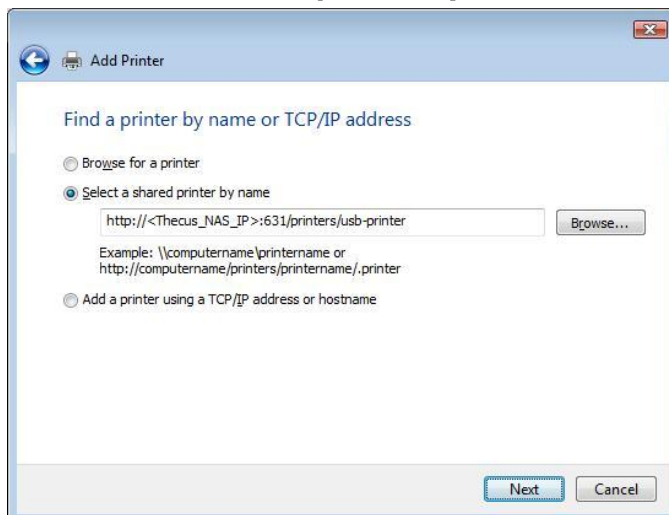 Add Printer
Find a printer by name or TCP/IP address
Browse for a printer
Select a shared printer by name
http://<Thecus_NAS_IP>:631/printers/usb-printer
Browse...
Example: \\computername\printername or
http://computername/printers/printername/.printer
Add a printer using a TCP/IP address or hostname
Next
Cancel